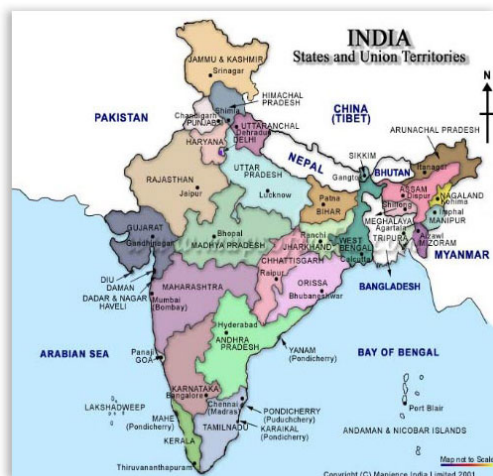 INDIA
States and Union Territories
N
JAMMU & KASHMIR
Srinagar
HIMACHAL
PRADESH
Shimla
PAKISTAN
Chandigarh
PUNJAB
CHINA
(TIBET)
UTTARANCHAL
Dehradun
HARYANA
DELHI
ARUNACHAL PRADESH
Itanagar
NEPAL
SIKKIM
Gangtok
BHUTAN
RAJASTHAN
Jaipur
UTTAR
PRADESH
Lucknow
ASSAM
Dispur
NAGALAND
Kohima
Shillong
MEGHALAYA
Imphal
MANIPUR
Patna
BIHAR
Agartala
TRIPURA
Aizawl
MIZORAM
GUJARAT
Gandhinagar
Bhopal
MADHYA PRADESH
Ranchi
JHARKHAND
WEST
BENGAL
Calcutta
MYANMAR
CHHATTISGARH
Raipur
BANGLADESH
DIU
DAMAN
DADAR & NAGAR
HAVELI
MAHARASHTRA
Mumbai
(Bombay)
ORISSA
Bhubaneshwar
Hyderabad
ANDHRA
PRADESH
YANAM
(Pondicherry)
ARABIAN SEA
BAY OF BENGAL
Panaji
GOA
KARNATAKA
Bangalore
Chennai
(Madras)
PONDICHERRY
(Puduchchery)
LAKSHADWEEP
MAHE
(Pondicherry)
TAMILNADU
KARAIKAL
(Pondicherry)
Port Blair
ANDAMAN & NICOBAR ISLANDS
KERALA
Thiruvananthapuram
Map not to Scale
Copyright (C) Mapience India Limited 2001